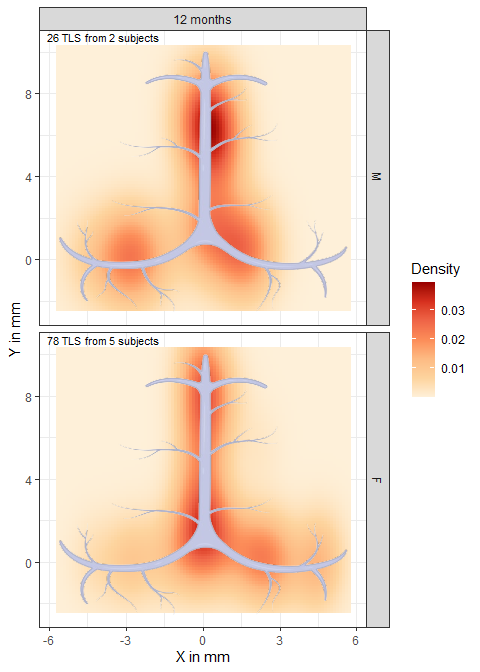 12 months
26 TLS from 2 subjects
8
4
0
M
78 TLS from 5 subjects
8
4
0
F
-6 -3 0 3 6
X in mm
Y in mm
Density
0.03
0.02
0.01